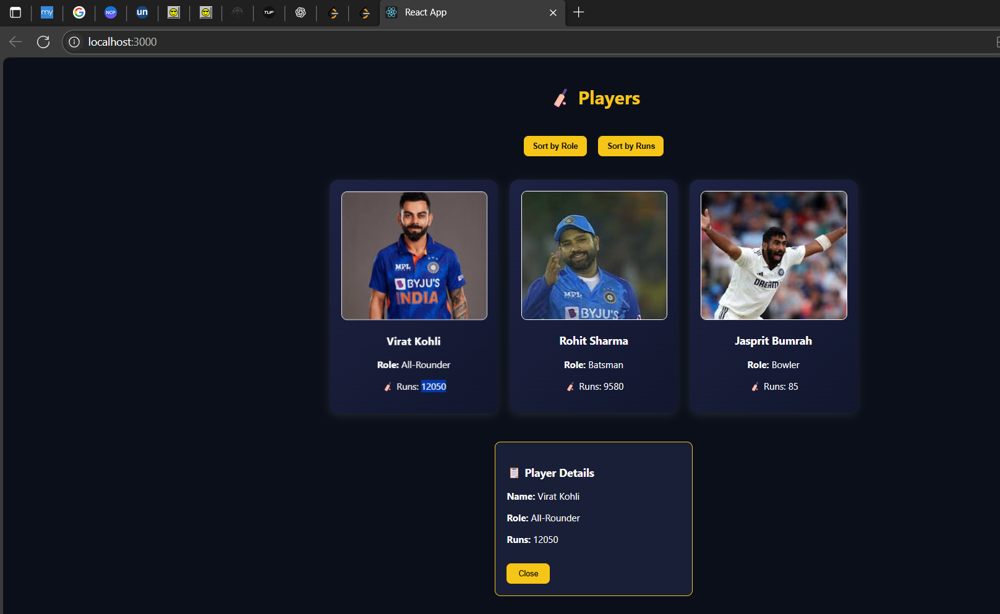 my
NCP
un
TUF
React App
localhost:3000
Players
Sort by Role
Sort by Runs
MPL
BYJU'S
INDIA
MPL
BYJU'S
DREAM
Virat Kohli
Role: All-Rounder
Runs: 12050
Rohit Sharma
Role: Batsman
Runs: 9580
Jasprit Bumrah
Role: Bowler
Runs: 85
Player Details
Name: Virat Kohli
Role: All-Rounder
Runs: 12050
Close